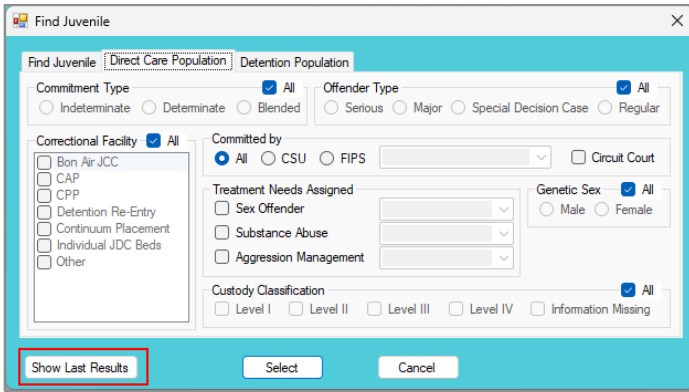 Find Juvenile
Find Juvenile Direct Care Population Detention Population
Commitment Type All Offender Type All
Indeterminate Determinate Blended Serious Major Special Decision Case Regular
Correctional Facility All Committed by
Bon Air JCC All CSU FIPS Circuit Court
CAP
CPP Treatment Needs Assigned Genetic Sex All
Detention Re-Entry Sex Offender Male Female
Continuum Placement Substance Abuse
Individual JDC Beds
Other Aggression Management
Custody Classification All
Level I Level II Level III Level IV Information Missing
Show Last Results Select Cancel